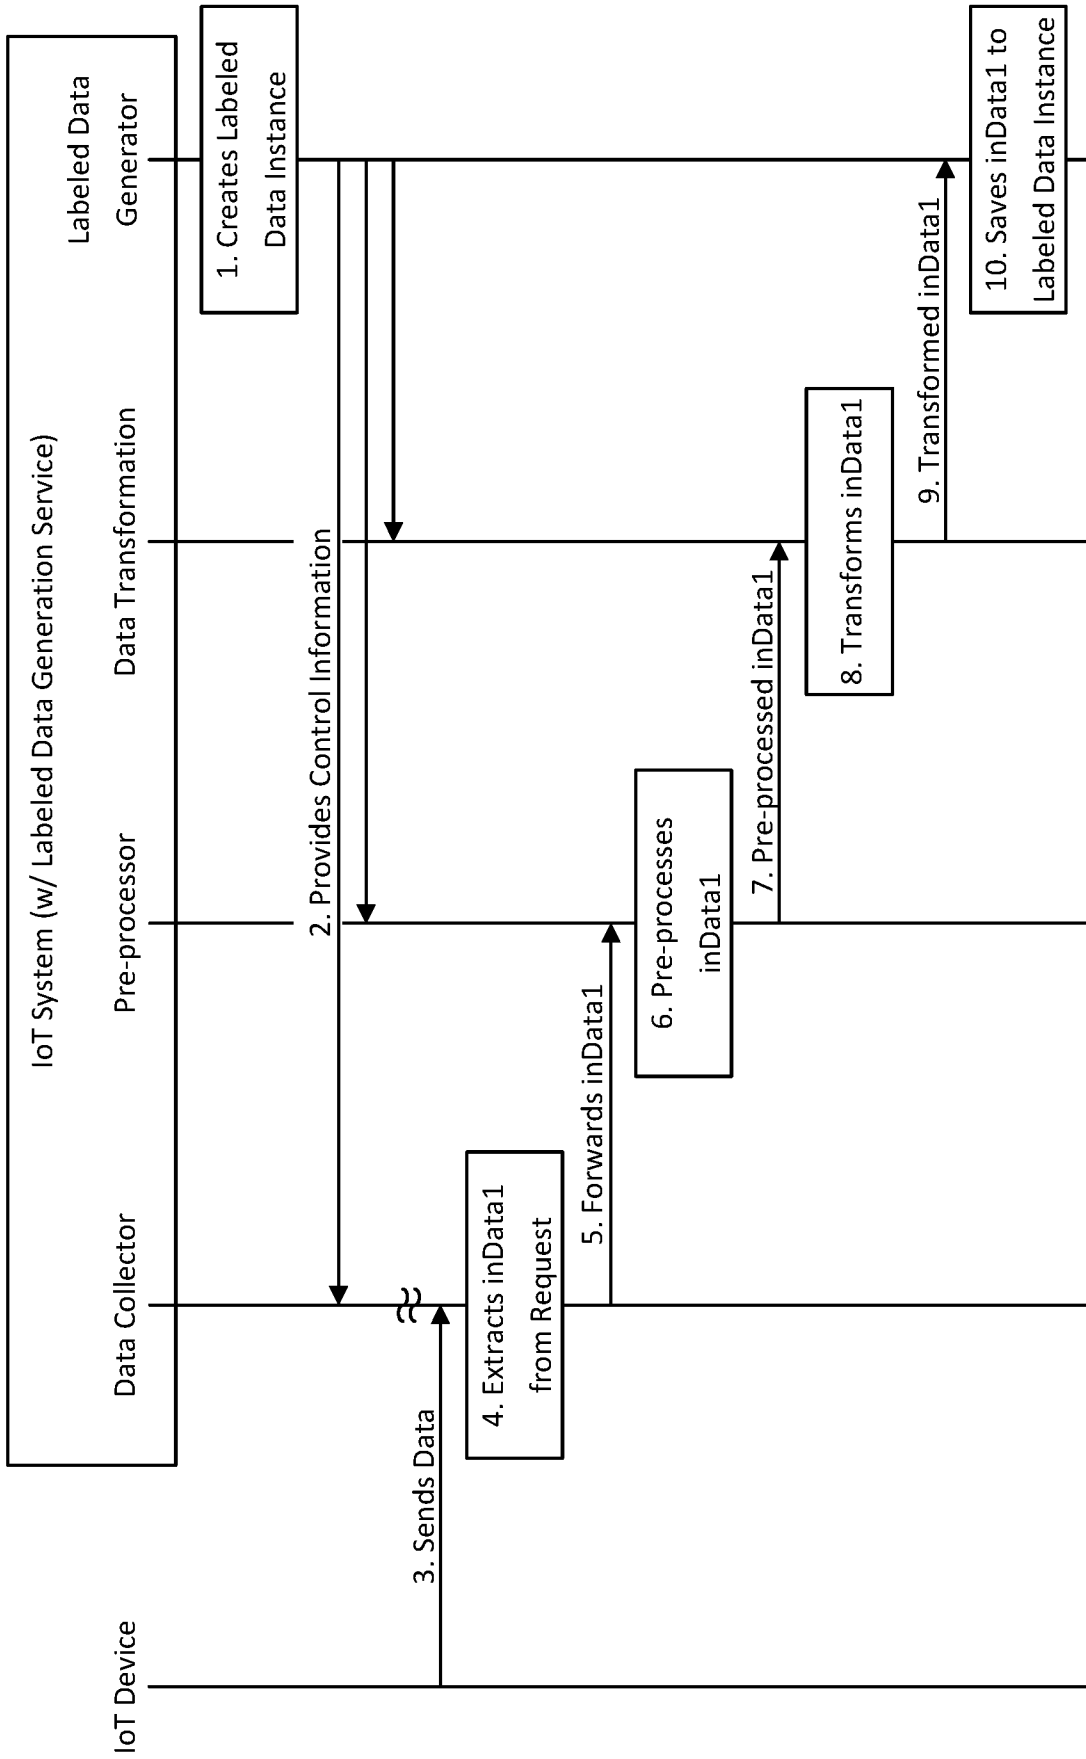 IoT System (w/ Labeled Data Generation Service)
IoT Device
Data Collector
Pre-processor
Data Transformation
Labeled Data
Generator
1. Creates Labeled
Data Instance
2. Provides Control Information
3. Sends Data
4. Extracts inData1
from Request
5. Forwards inData1
6. Pre-processes
inData1
7. Pre-processed inData1
8. Transforms inData1
9. Transformed inData1
10. Saves inData1 to
Labeled Data Instance